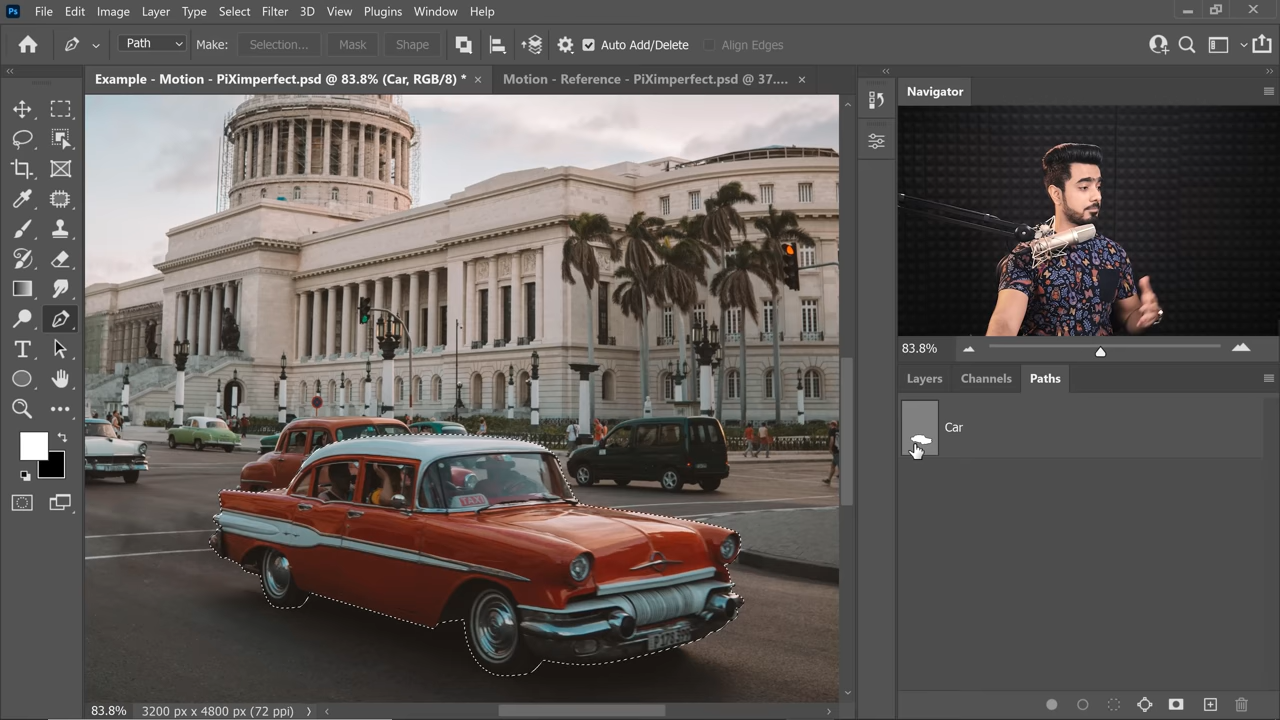 Ps File Edit Image Layer Type Select Filter 3D View Plugins Window Help
Path Make: Selection... Mask Shape Auto Add/Delete Align Edges
Example - Motion - PiXimperfect.psd @ 83.8% (Car, RGB/8) * × Motion - Reference - PiXimperfect.psd @ 37.... ×
Navigator
83.8%
Layers Channels Paths
Car
TAXI
83.8% 3200 px x 4800 px (72 ppi)